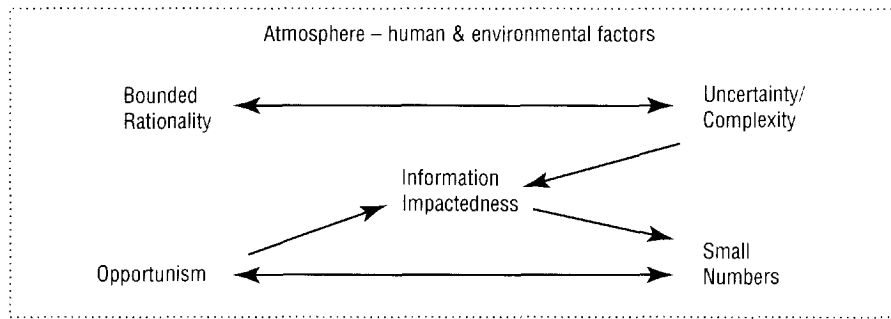 Atmosphere – human & environmental factors
Bounded
Rationality
Uncertainty/
Complexity
Information
Impactedness
Opportunism
Small
Numbers